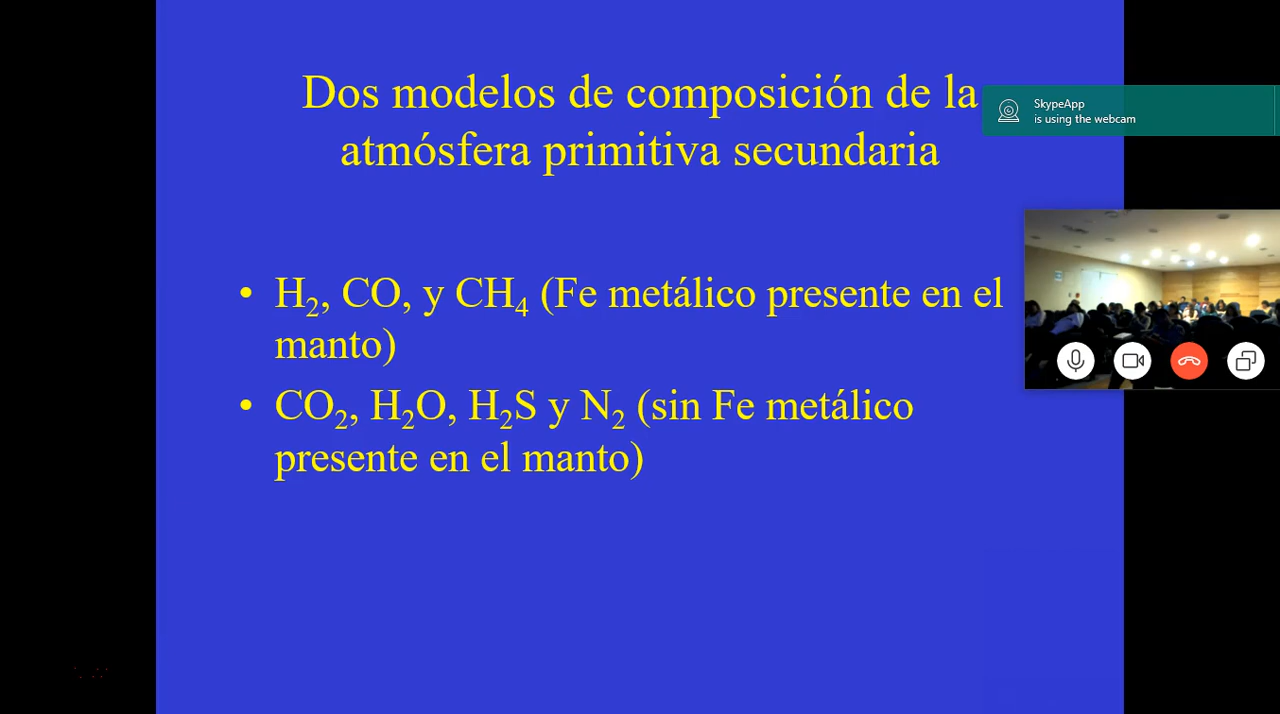 Dos modelos de composición de la
atmósfera primitiva secundaria
SkypeApp
is using the webcam
• H₂, CO, y CH₄ (Fe metálico presente en el
manto)
• CO₂, H₂O, H₂S y N₂ (sin Fe metálico
presente en el manto)